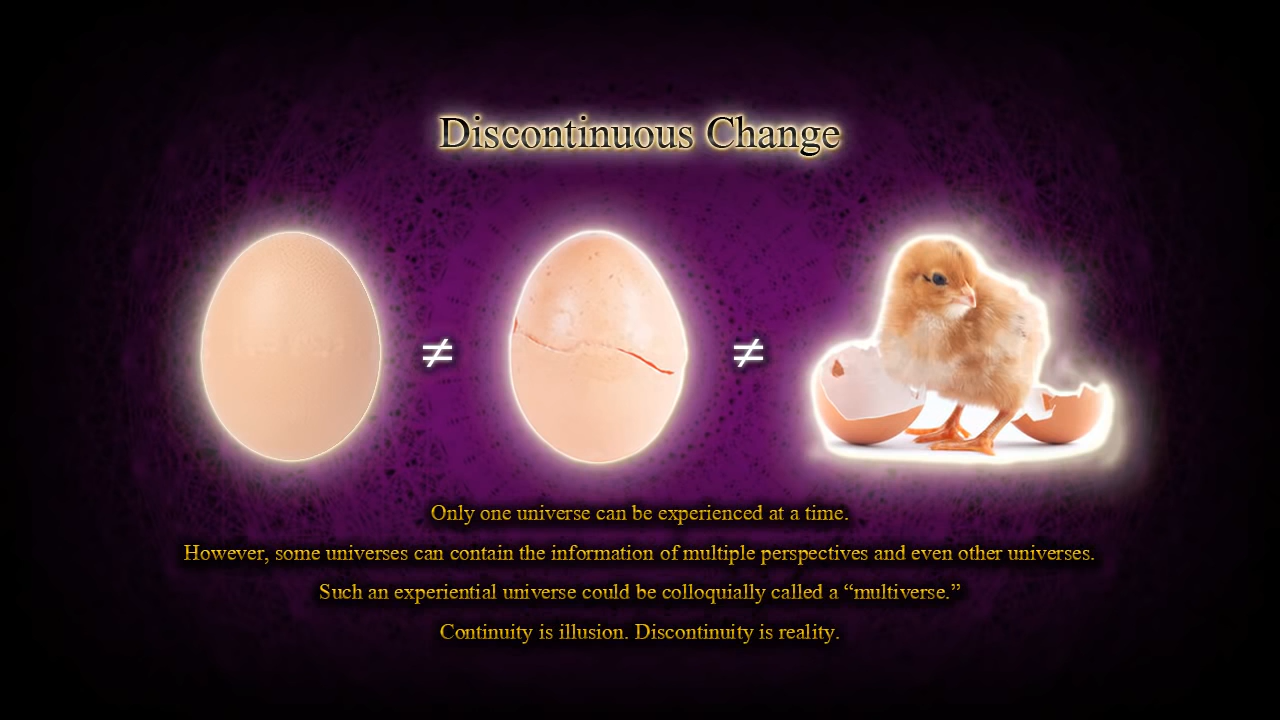 Discontinuous Change
≠ ≠
Only one universe can be experienced at a time.
However, some universes can contain the information of multiple perspectives and even other universes.
Such an experiential universe could be colloquially called a “multiverse.”
Continuity is illusion. Discontinuity is reality.